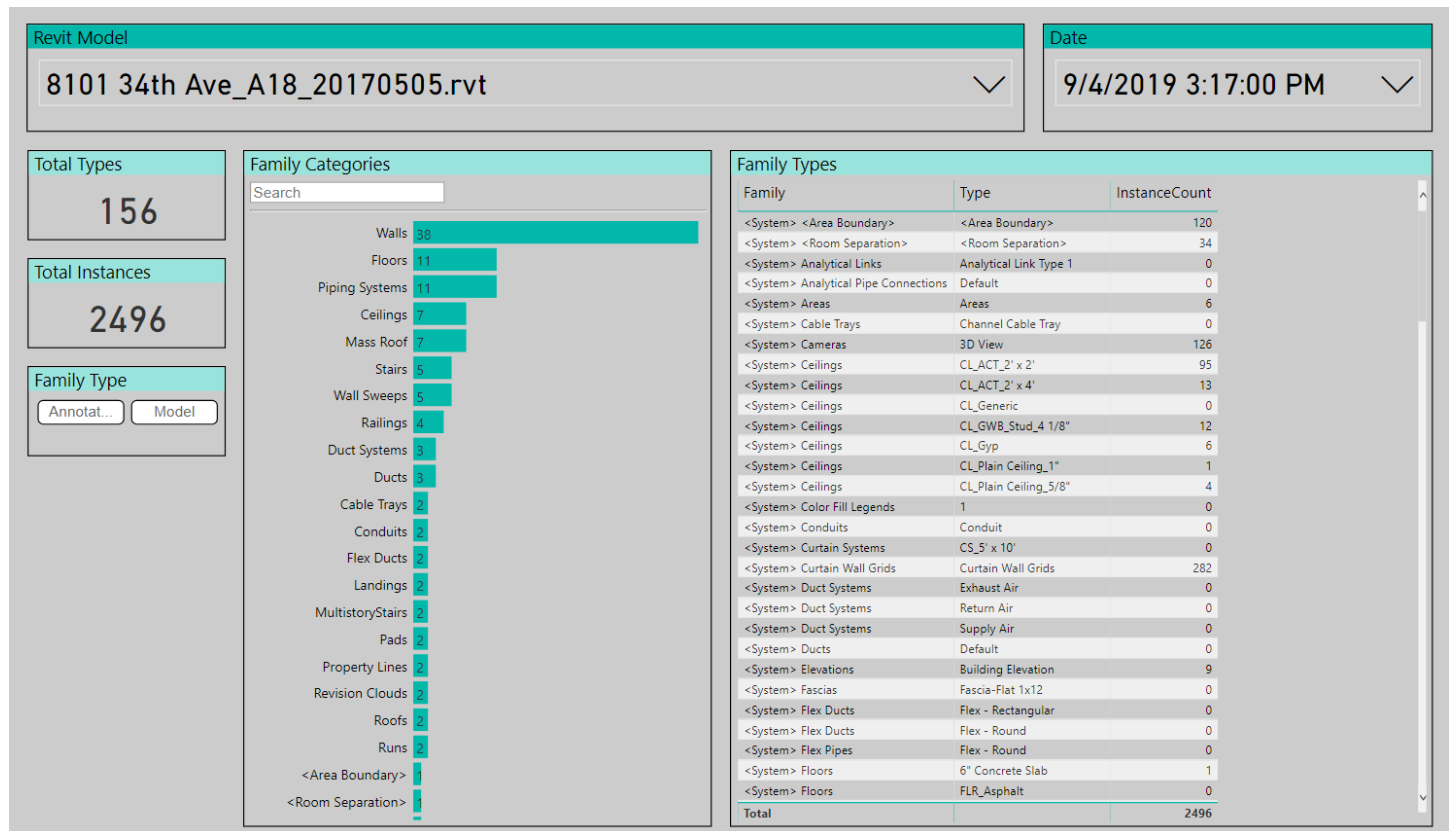 Revit Model
8101 34th Ave_A18_20170505.rvt
Date
9/4/2019 3:17:00 PM
Total Types
156
Total Instances
2496
Family Type
Annotat...
Model
Family Categories
Search
Walls 38
Floors 11
Piping Systems 11
Ceilings 7
Mass Roof 7
Stairs 5
Wall Sweeps 5
Railings 4
Duct Systems 3
Ducts 3
Cable Trays 2
Conduits 2
Flex Ducts 2
Landings 2
MultistoryStairs 2
Pads 2
Property Lines 2
Revision Clouds 2
Roofs 2
Runs 2
<Area Boundary> 1
<Room Separation> 1
Family Types
Family Type InstanceCount
<System> <Area Boundary> <Area Boundary> 120
<System> <Room Separation> <Room Separation> 34
<System> Analytical Links Analytical Link Type 1 0
<System> Analytical Pipe Connections Default 0
<System> Areas Areas 6
<System> Cable Trays Channel Cable Tray 0
<System> Cameras 3D View 126
<System> Ceilings CL_ACT_2' x 2' 95
<System> Ceilings CL_ACT_2' x 4' 13
<System> Ceilings CL_Generic 0
<System> Ceilings CL_GWB_Stud_4 1/8" 12
<System> Ceilings CL_Gyp 6
<System> Ceilings CL_Plain Ceiling_1" 1
<System> Ceilings CL_Plain Ceiling_5/8" 4
<System> Color Fill Legends 1 0
<System> Conduits Conduit 0
<System> Curtain Systems CS_5' x 10' 0
<System> Curtain Wall Grids Curtain Wall Grids 282
<System> Duct Systems Exhaust Air 0
<System> Duct Systems Return Air 0
<System> Duct Systems Supply Air 0
<System> Ducts Default 0
<System> Elevations Building Elevation 9
<System> Fascias Fascia-Flat 1x12 0
<System> Flex Ducts Flex - Rectangular 0
<System> Flex Ducts Flex - Round 0
<System> Flex Pipes Flex - Round 0
<System> Floors 6" Concrete Slab 1
<System> Floors FLR_Asphalt 0
Total 2496